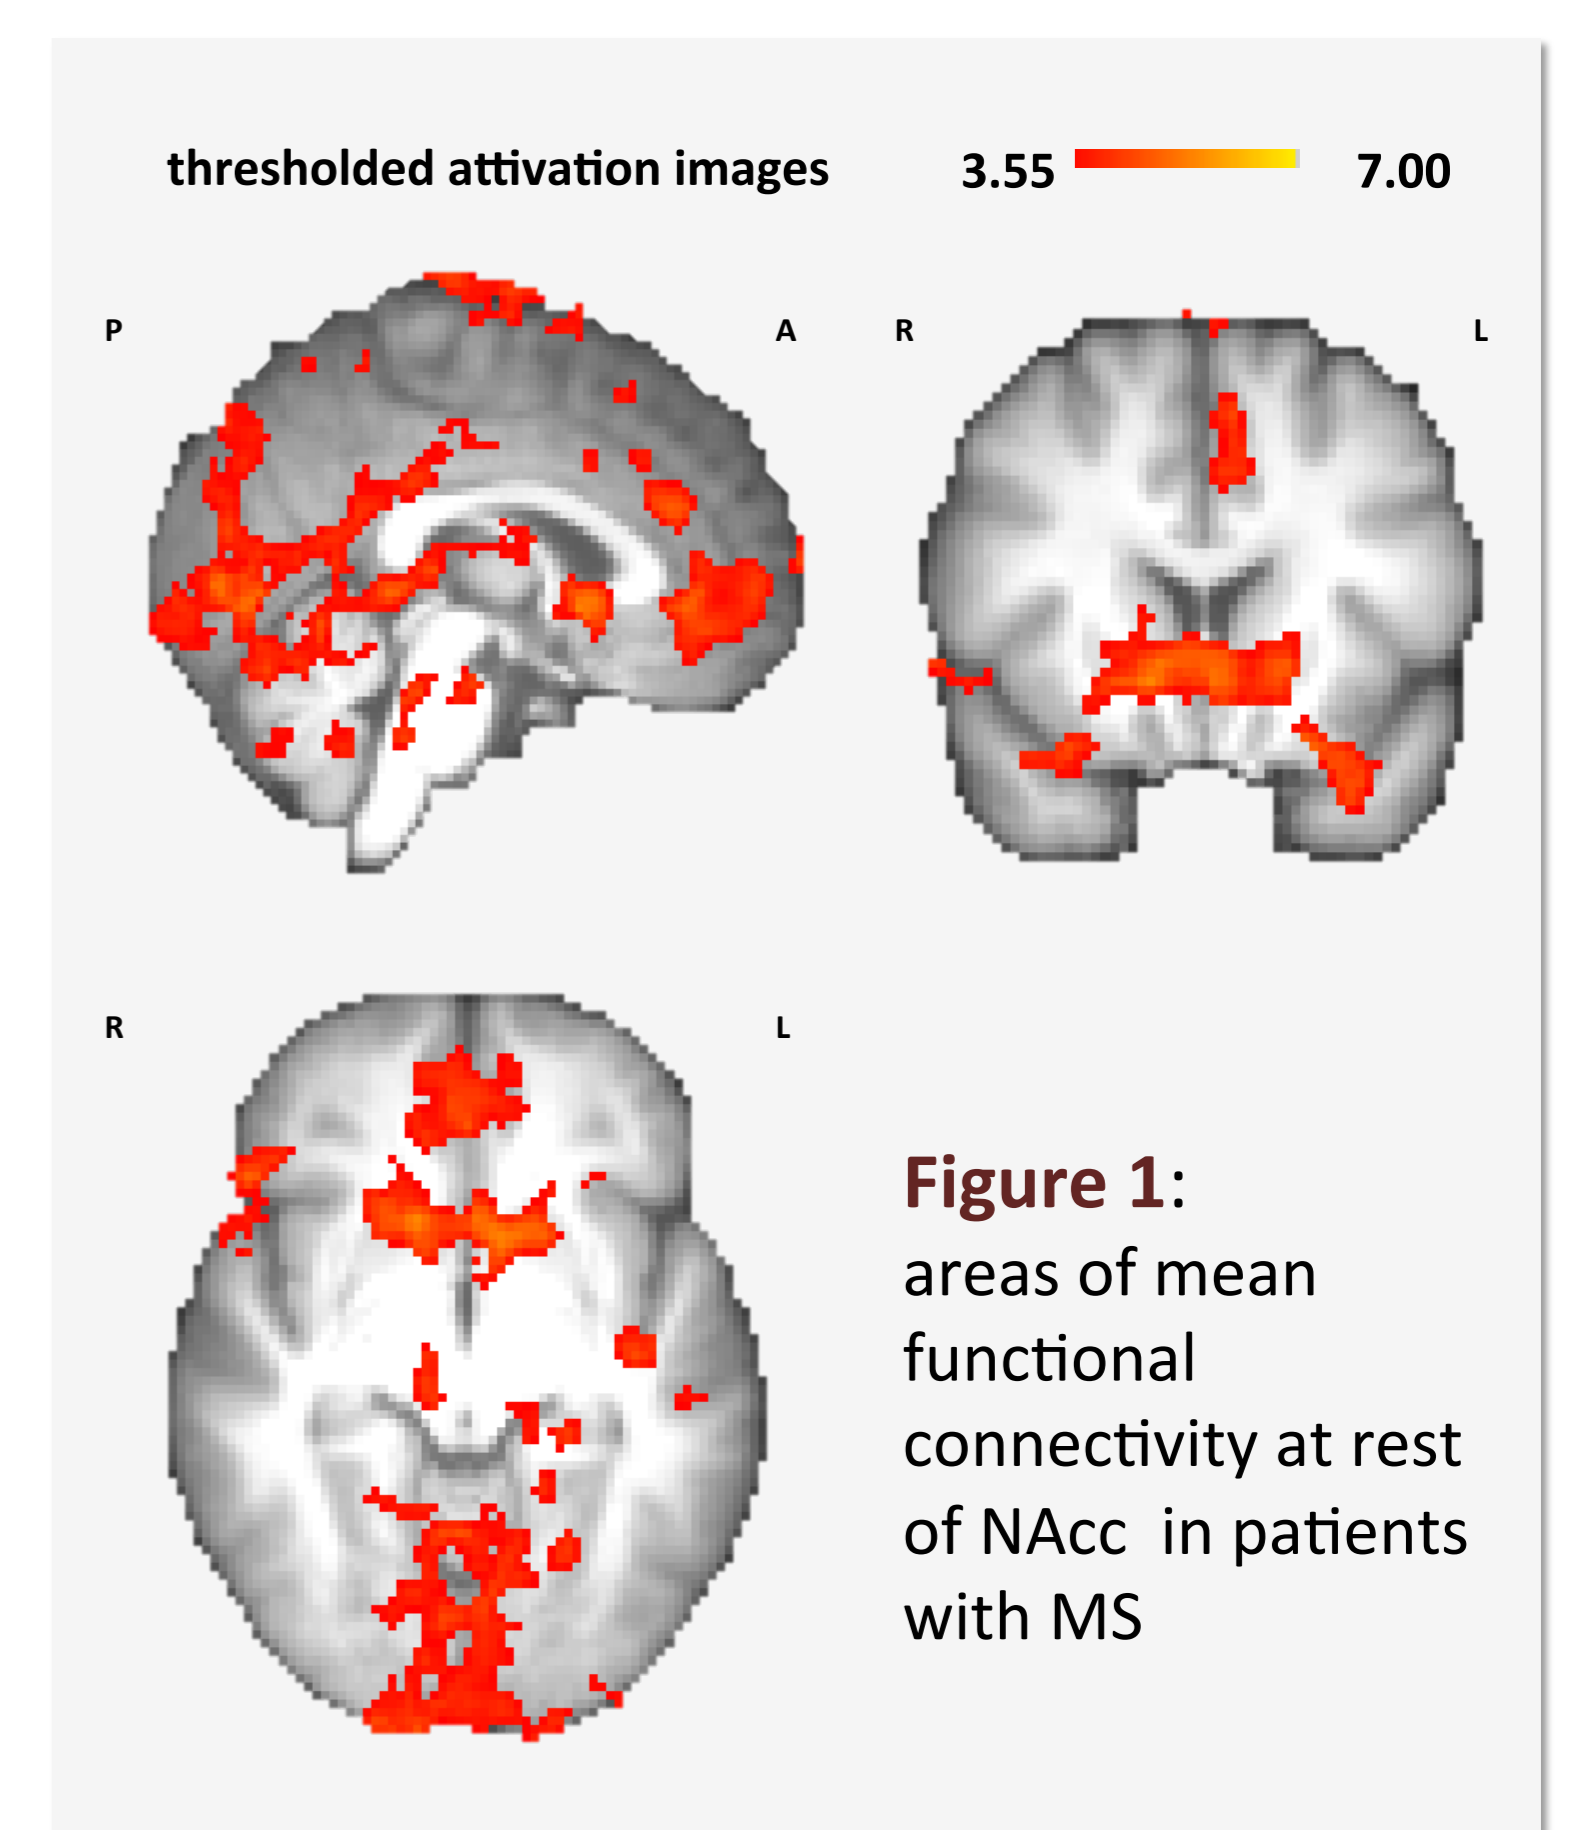 thresholded attivation images 3.55 7.00
P A R L
R L
Figure 1:
areas of mean
functional
connectivity at rest
of NAcc in patients
with MS